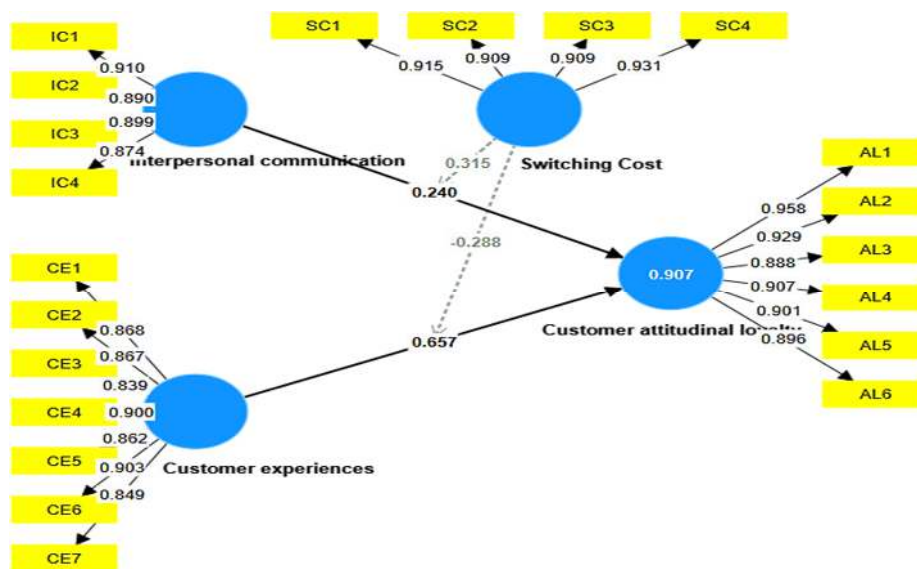 IC1
IC2
IC3
IC4
0.910
0.890
0.899
0.874
Interpersonal communication
SC1
SC2
SC3
SC4
0.915
0.909
0.909
0.931
Switching Cost
0.315
0.240
-0.288
0.657
CE1
CE2
CE3
CE4
CE5
CE6
CE7
0.868
0.867
0.839
0.900
0.862
0.903
0.849
Customer experiences
0.907
Customer attitudinal loyalty
AL1
AL2
AL3
AL4
AL5
AL6
0.958
0.929
0.888
0.907
0.901
0.896